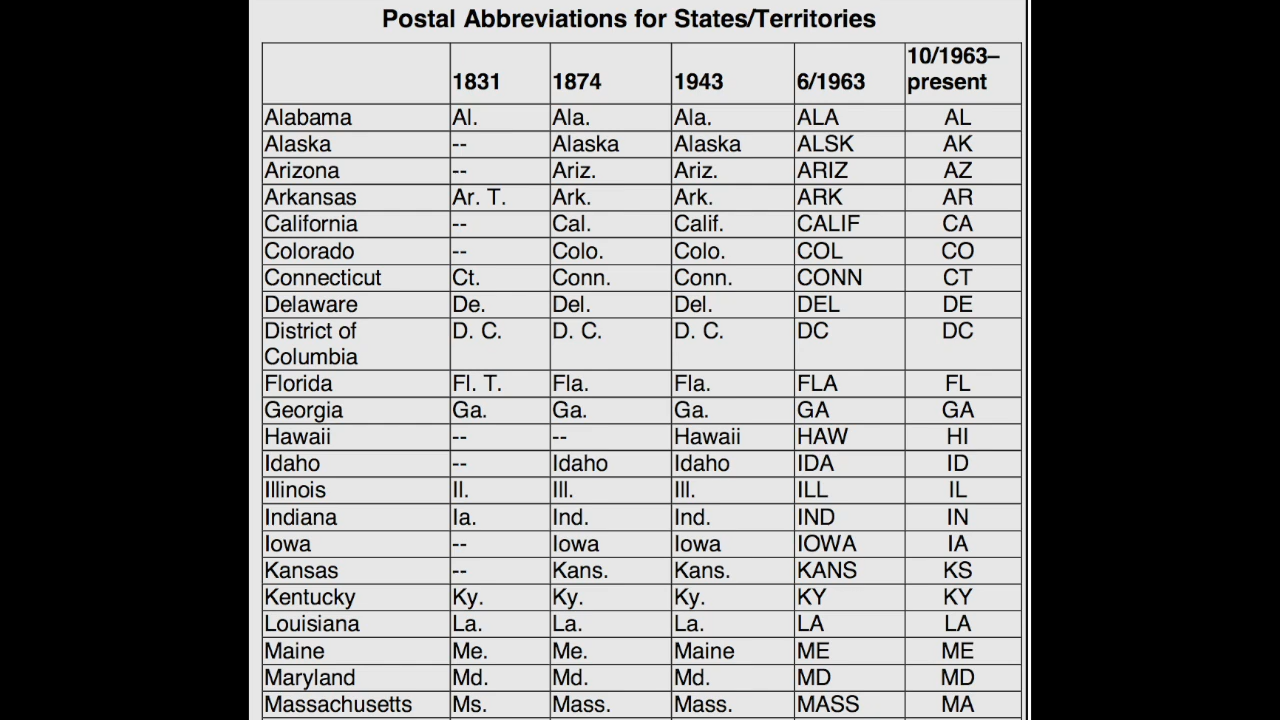 Postal Abbreviations for States/Territories
10/1963–
1831 1874 1943 6/1963 present
Alabama Al. Ala. Ala. ALA AL
Alaska -- Alaska Alaska ALSK AK
Arizona -- Ariz. Ariz. ARIZ AZ
Arkansas Ar. T. Ark. Ark. ARK AR
California -- Cal. Calif. CALIF CA
Colorado -- Colo. Colo. COL CO
Connecticut Ct. Conn. Conn. CONN CT
Delaware De. Del. Del. DEL DE
District of D. C. D. C. D. C. DC DC
Columbia
Florida Fl. T. Fla. Fla. FLA FL
Georgia Ga. Ga. Ga. GA GA
Hawaii -- -- Hawaii HAW HI
Idaho -- Idaho Idaho IDA ID
Illinois Il. Ill. Ill. ILL IL
Indiana Ia. Ind. Ind. IND IN
Iowa -- Iowa Iowa IOWA IA
Kansas -- Kans. Kans. KANS KS
Kentucky Ky. Ky. Ky. KY KY
Louisiana La. La. La. LA LA
Maine Me. Me. Maine ME ME
Maryland Md. Md. Md. MD MD
Massachusetts Ms. Mass. Mass. MASS MA